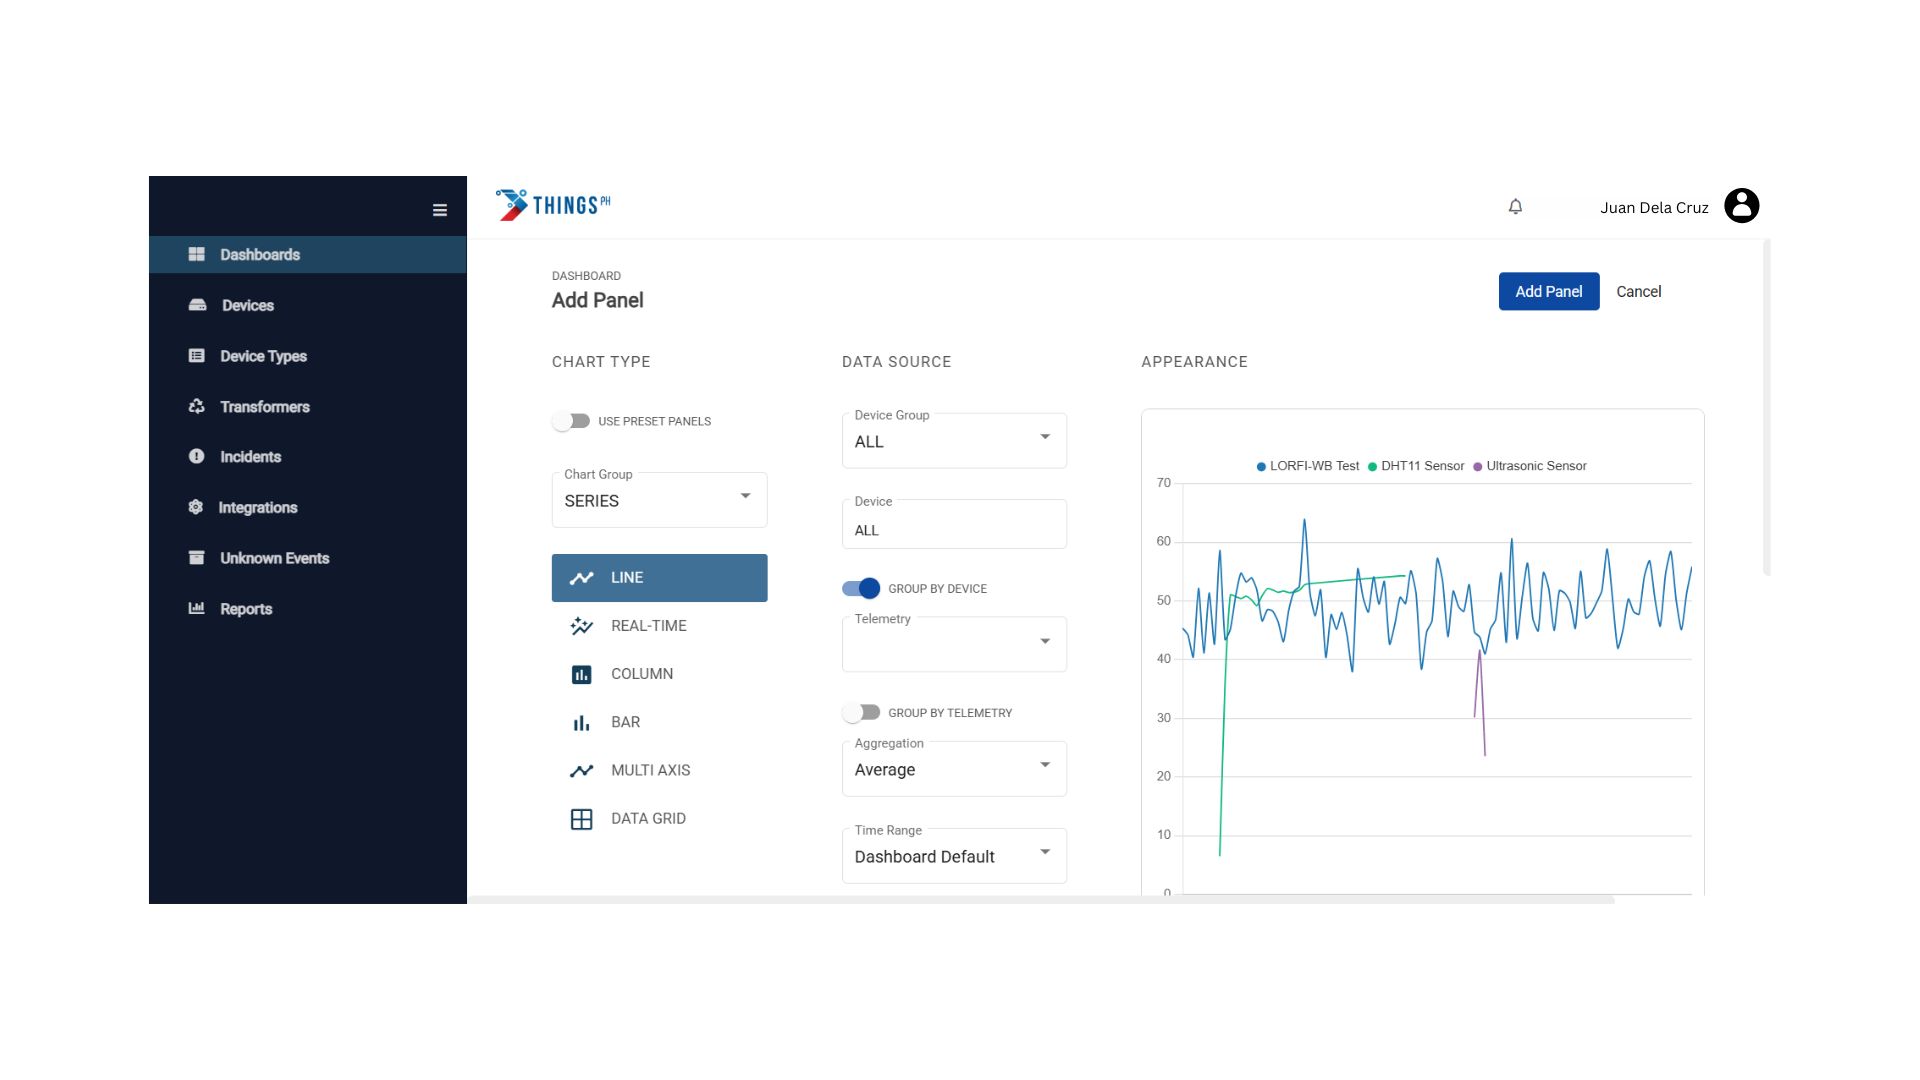 THINGS PH
Juan Dela Cruz
Dashboards
Devices
Device Types
Transformers
Incidents
Integrations
Unknown Events
Reports
DASHBOARD
Add Panel
Add Panel
Cancel
CHART TYPE
USE PRESET PANELS
Chart Group
SERIES
LINE
REAL-TIME
COLUMN
BAR
MULTI AXIS
DATA GRID
DATA SOURCE
Device Group
ALL
Device
ALL
GROUP BY DEVICE
Telemetry
GROUP BY TELEMETRY
Aggregation
Average
Time Range
Dashboard Default
APPEARANCE
LORFI-WB Test DHT11 Sensor Ultrasonic Sensor
70
60
50
40
30
20
10
0